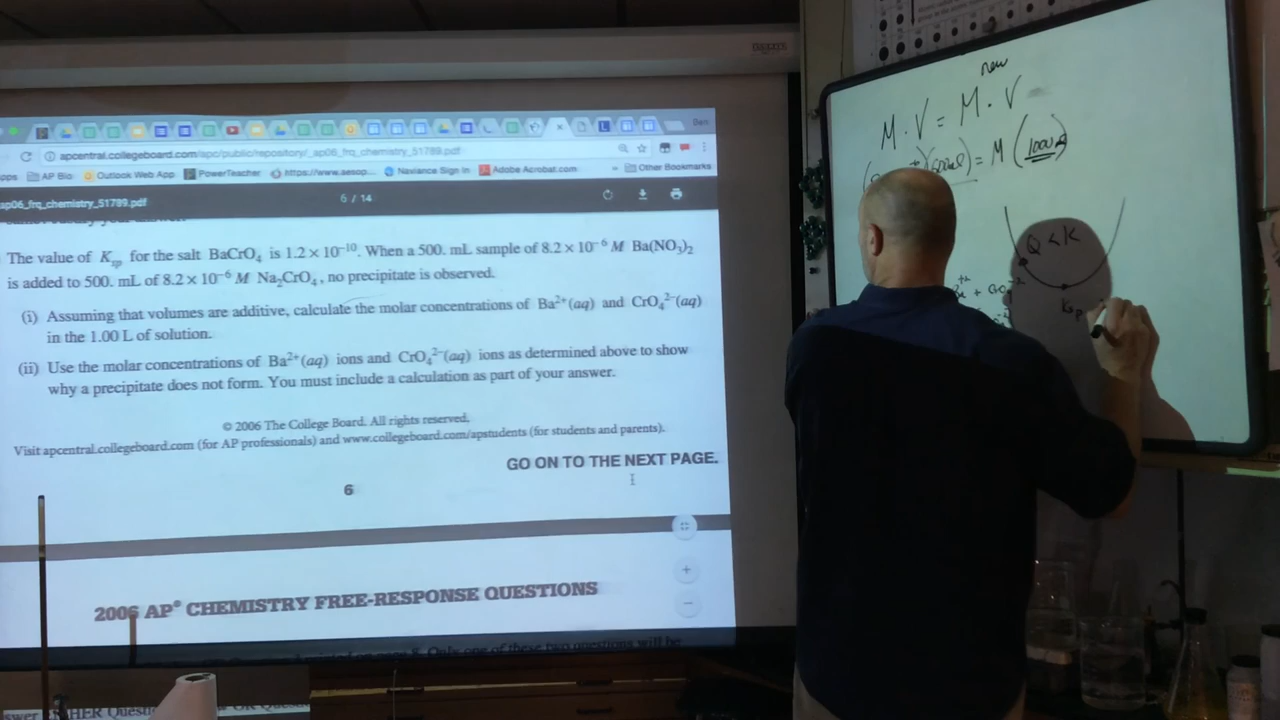 Ben
apcentral.collegeboard.com/apc/public/repository/_ap06_frq_chemistry_51789.pdf
AP Bio Outlook Web App PowerTeacher https://www.aesop... Naviance Sign In Adobe Acrobat.com » Other Bookmarks
ap06_frq_chemistry_51789.pdf 6 / 14
The value of Ksp for the salt BaCrO4 is 1.2 × 10⁻¹⁰. When a 500. mL sample of 8.2 × 10⁻⁶ M Ba(NO3)2
is added to 500. mL of 8.2 × 10⁻⁶ M Na2CrO4, no precipitate is observed.
(i) Assuming that volumes are additive, calculate the molar concentrations of Ba²⁺(aq) and CrO4²⁻(aq)
in the 1.00 L of solution.
(ii) Use the molar concentrations of Ba²⁺(aq) ions and CrO4²⁻(aq) ions as determined above to show
why a precipitate does not form. You must include a calculation as part of your answer.
© 2006 The College Board. All rights reserved.
Visit apcentral.collegeboard.com (for AP professionals) and www.collegeboard.com/apstudents (for students and parents).
GO ON TO THE NEXT PAGE.
6
2006 AP® CHEMISTRY FREE-RESPONSE QUESTIONS
new
M · V = M · V
= M (1000
Q < K
Ksp